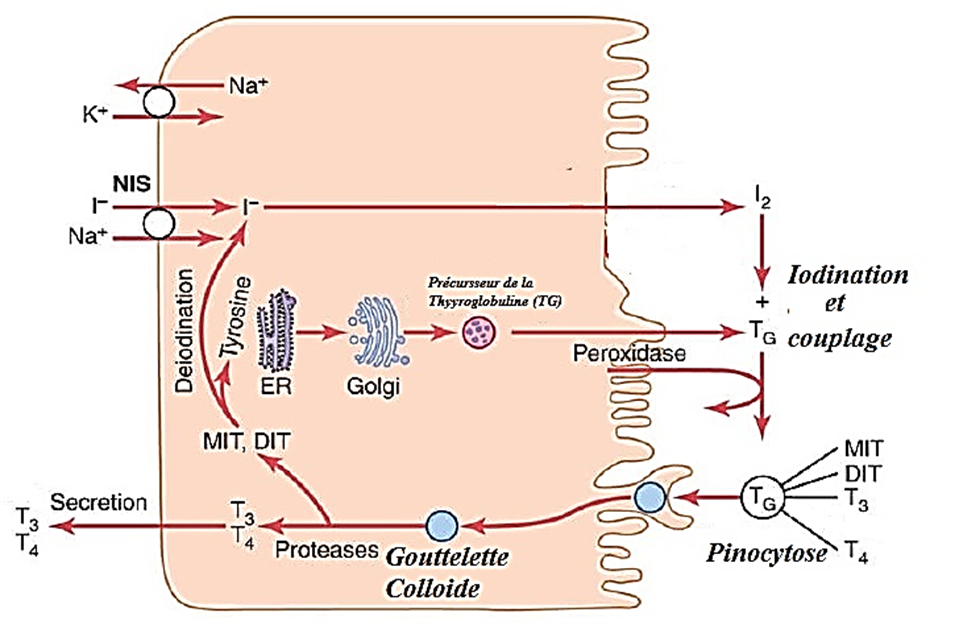 Na⁺
K⁺
NIS
I⁻
I⁻
I₂
Na⁺
Deiodination
Tyrosine
ER
Golgi
Précursseur de la
Thyyroglobuline (TG)
Peroxidase
+
TG
Iodination
et
couplage
MIT, DIT
MIT
DIT
T₃
T₄
TG
Pinocytose
Secretion
T₃
T₄
T₃
T₄
Proteases
Gouttelette
Colloide